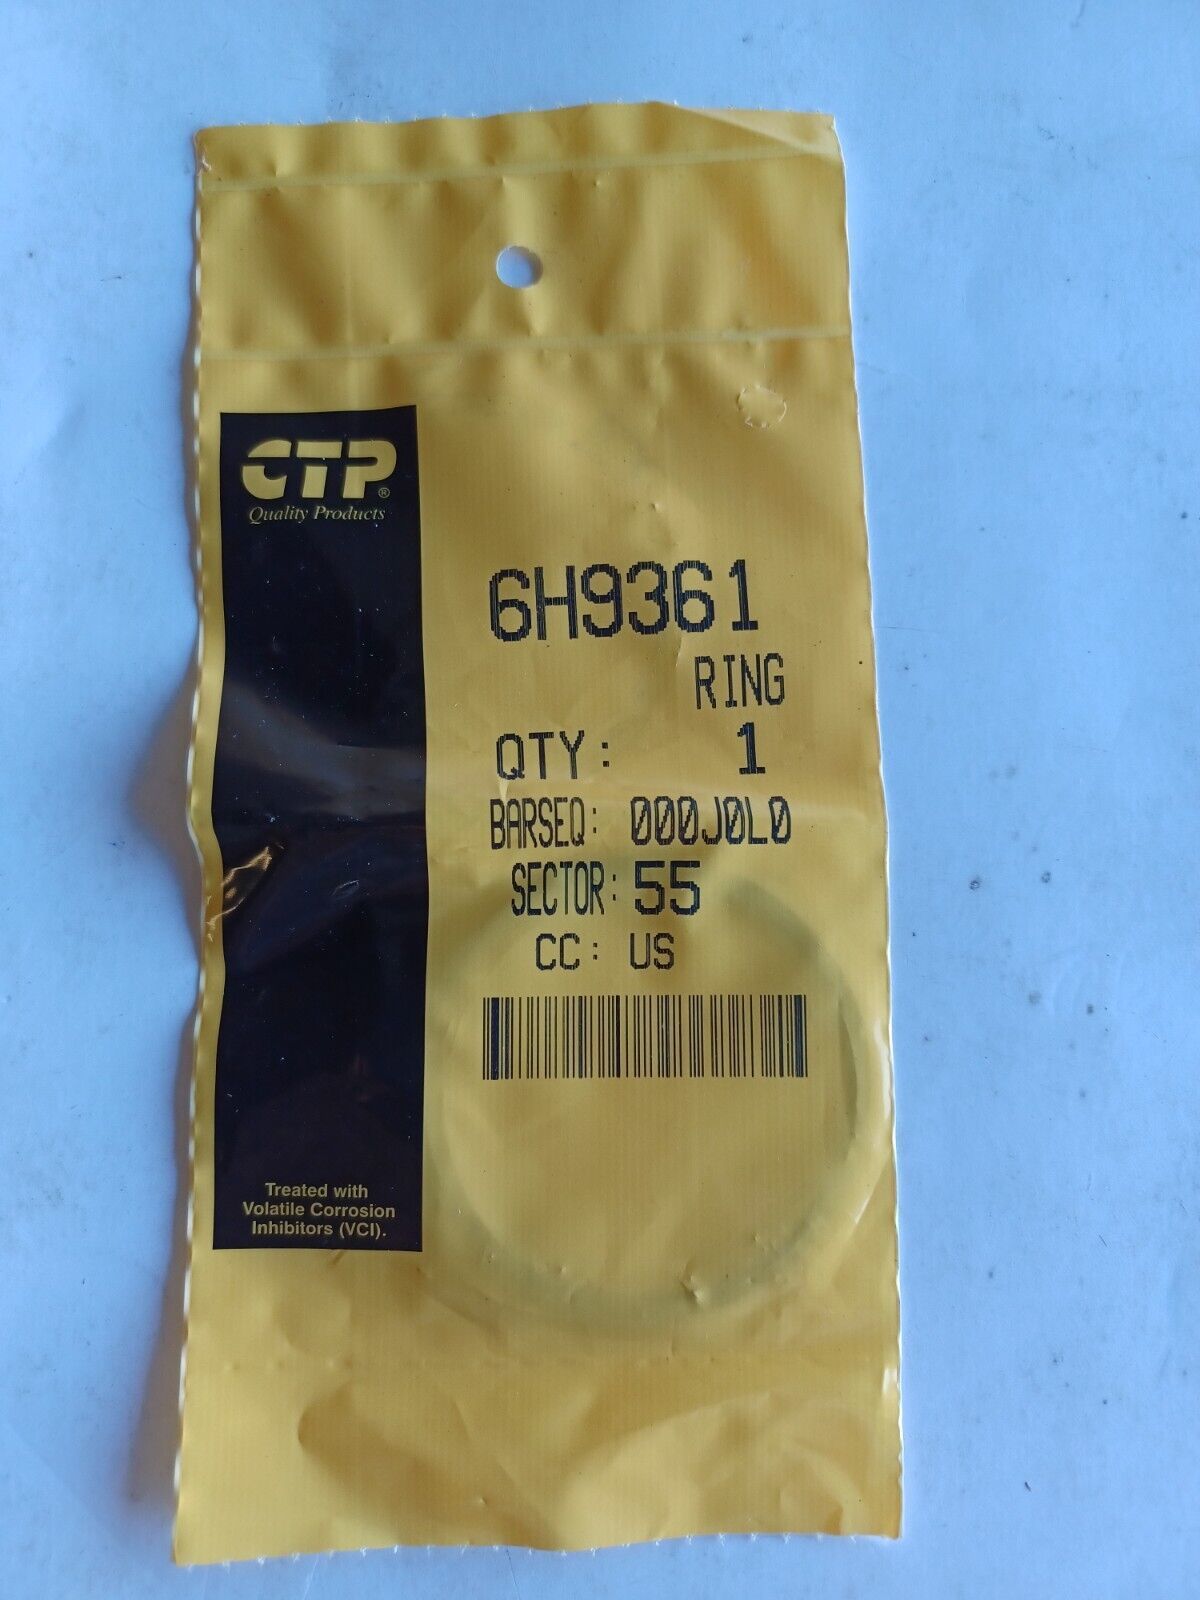 CTP®
Quality Products
6H9361
RING
QTY: 1
BARSEQ: 000J0L0
SECTOR: 55
CC: US
Treated with
Volatile Corrosion
Inhibitors (VCI).